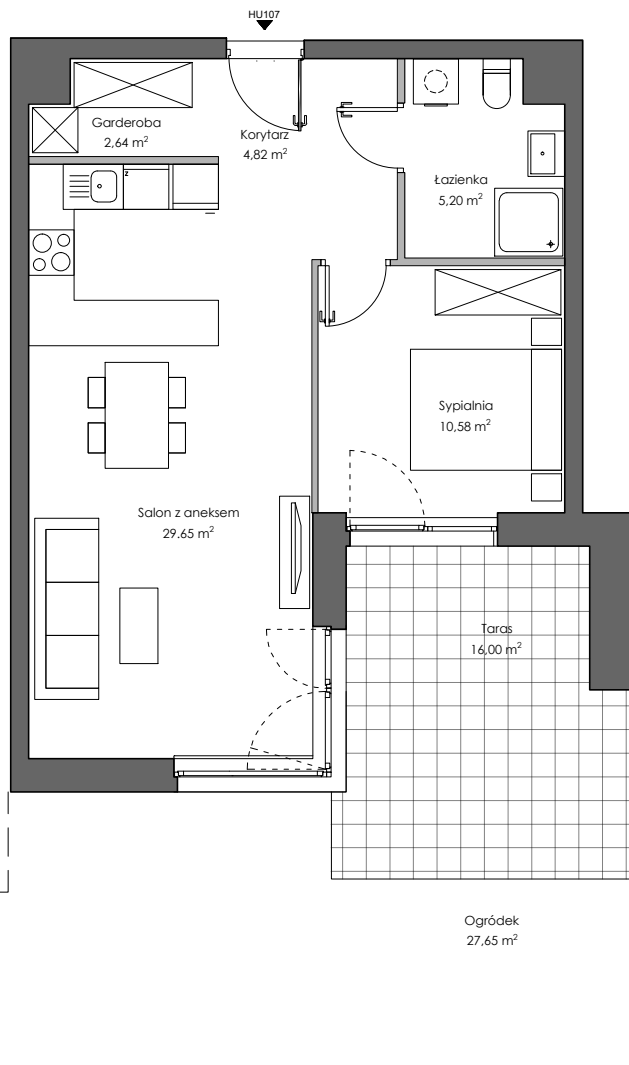 HU107
Garderoba
2,64 m²
Korytarz
4,82 m²
Łazienka
5,20 m²
z
Sypialnia
10,58 m²
Salon z aneksem
29.65 m²
Taras
16,00 m²
Ogródek
27,65 m²